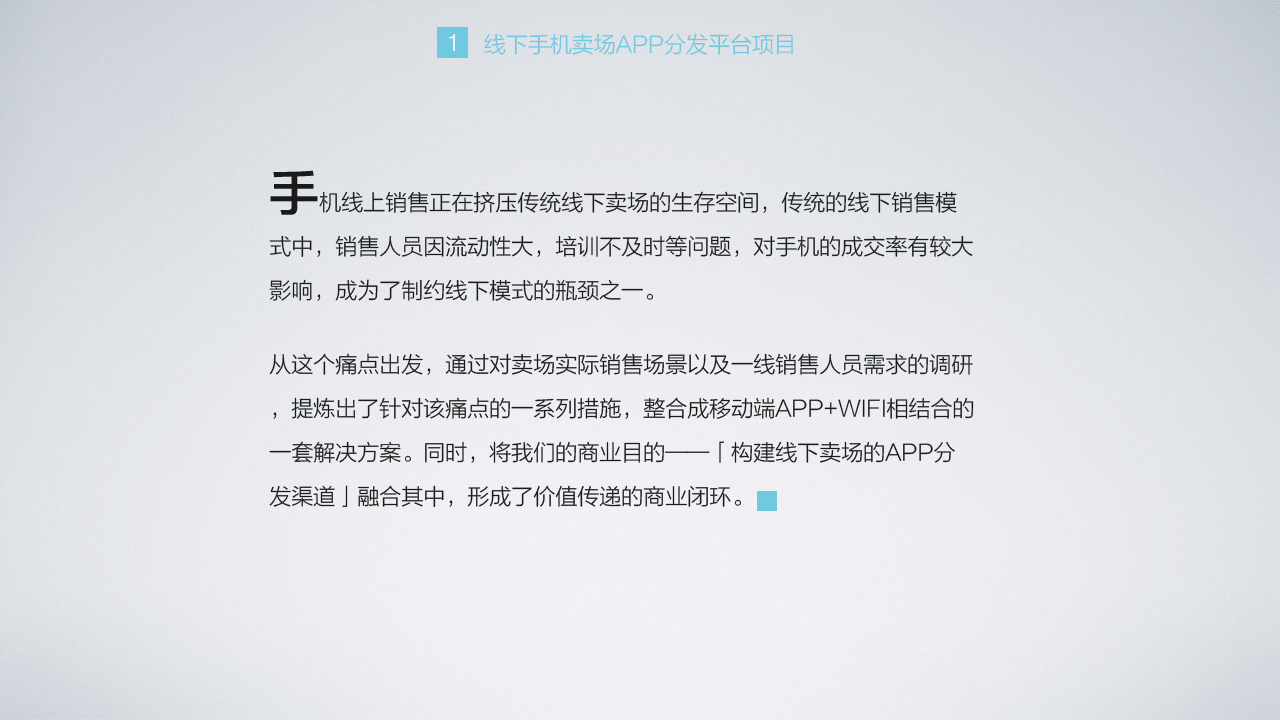 1 线下手机卖场APP分发平台项目
手机线上销售正在挤压传统线下卖场的生存空间，传统的线下销售模
式中，销售人员因流动性大，培训不及时等问题，对手机的成交率有较大
影响，成为了制约线下模式的瓶颈之一。
从这个痛点出发，通过对卖场实际销售场景以及一线销售人员需求的调研
，提炼出了针对该痛点的一系列措施，整合成移动端APP+WIFI相结合的
一套解决方案。同时，将我们的商业目的——「构建线下卖场的APP分
发渠道」融合其中，形成了价值传递的商业闭环。